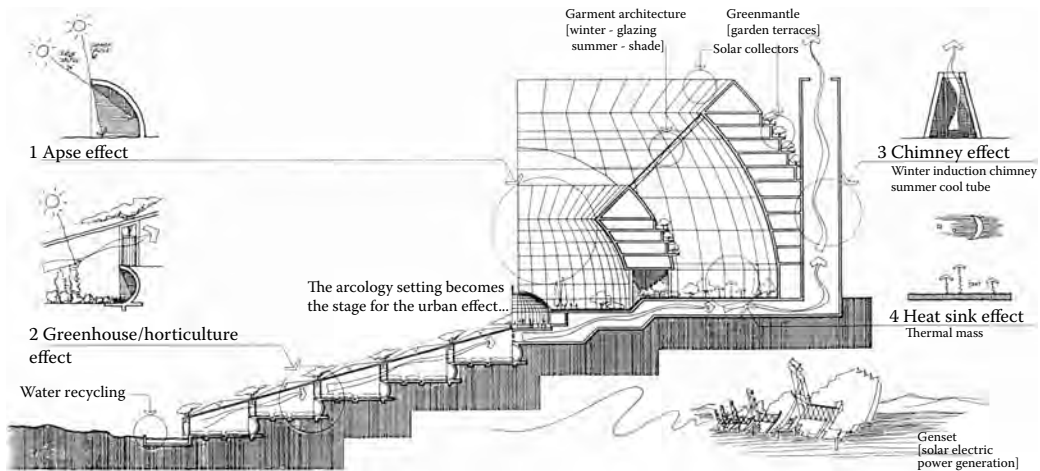 Garment architecture
[winter - glazing
summer - shade]
Greenmantle
[garden terraces]
Solar collectors
1 Apse effect
3 Chimney effect
Winter induction chimney
summer cool tube
The arcology setting becomes
the stage for the urban effect...
2 Greenhouse/horticulture
effect
4 Heat sink effect
Thermal mass
Water recycling
Genset
[solar electric
power generation]